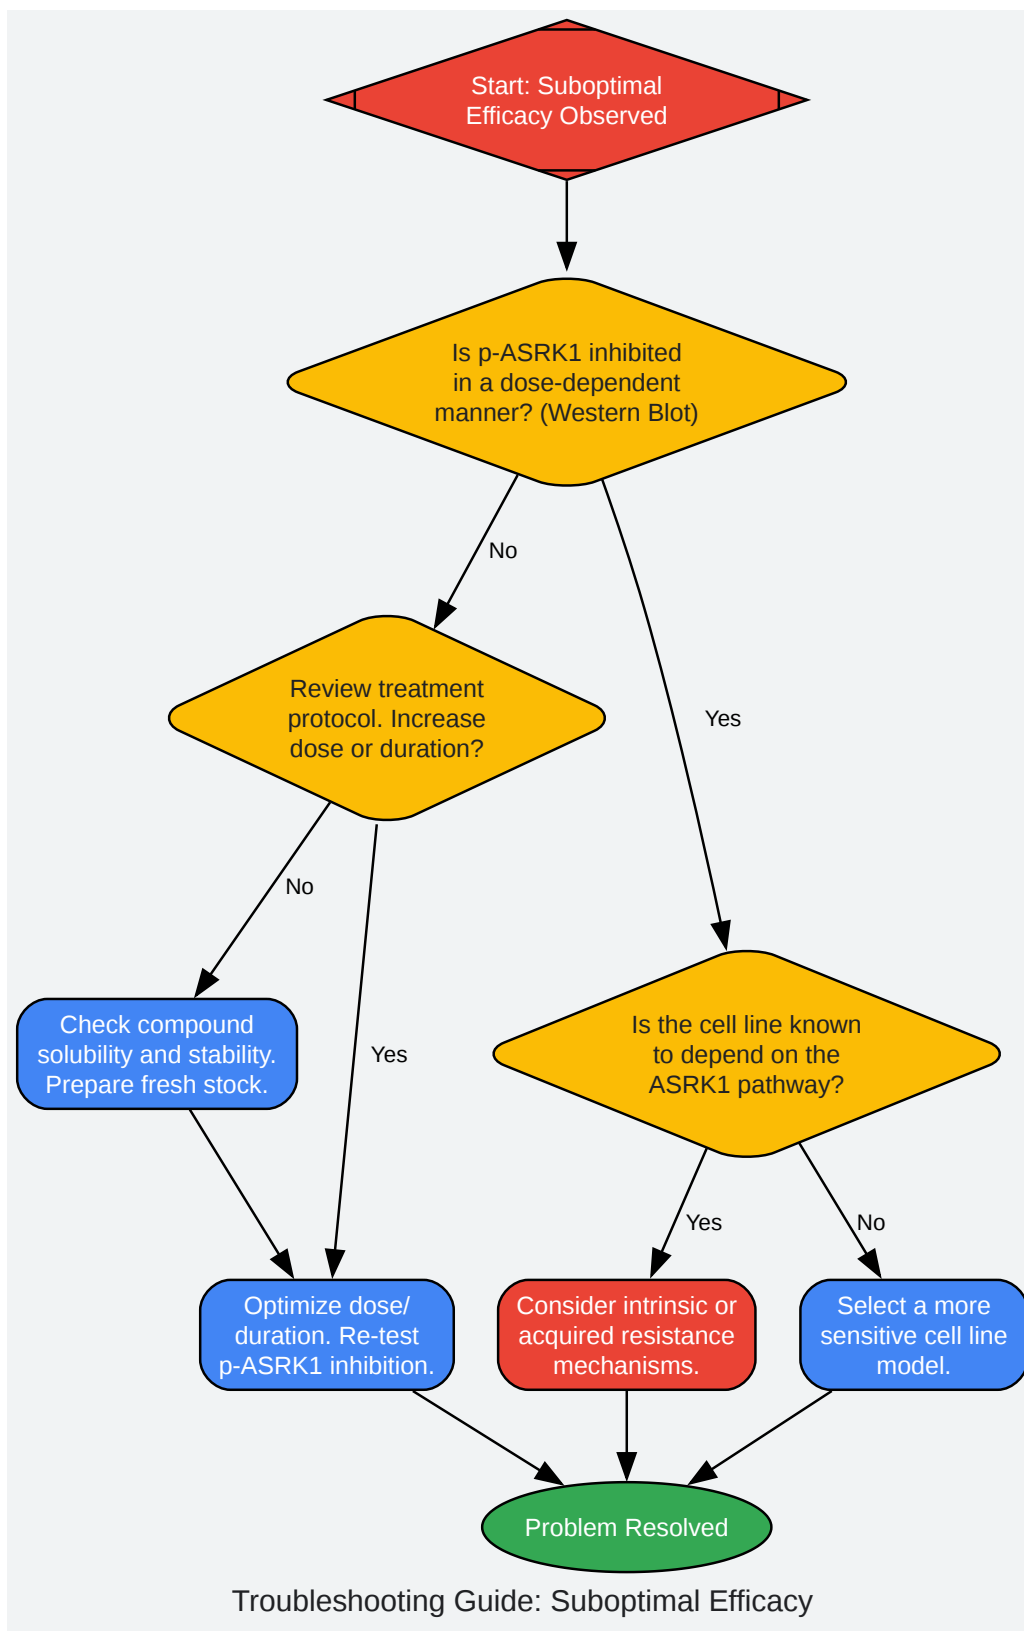 Start: Suboptimal
Efficacy Observed
Is p-ASRK1 inhibited
in a dose-dependent
manner? (Western Blot)
No
Yes
Review treatment
protocol. Increase
dose or duration?
No
Yes
Check compound
solubility and stability.
Prepare fresh stock.
Is the cell line known
to depend on the
ASRK1 pathway?
Yes
No
Optimize dose/
duration. Re-test
p-ASRK1 inhibition.
Consider intrinsic or
acquired resistance
mechanisms.
Select a more
sensitive cell line
model.
Problem Resolved
Troubleshooting Guide: Suboptimal Efficacy